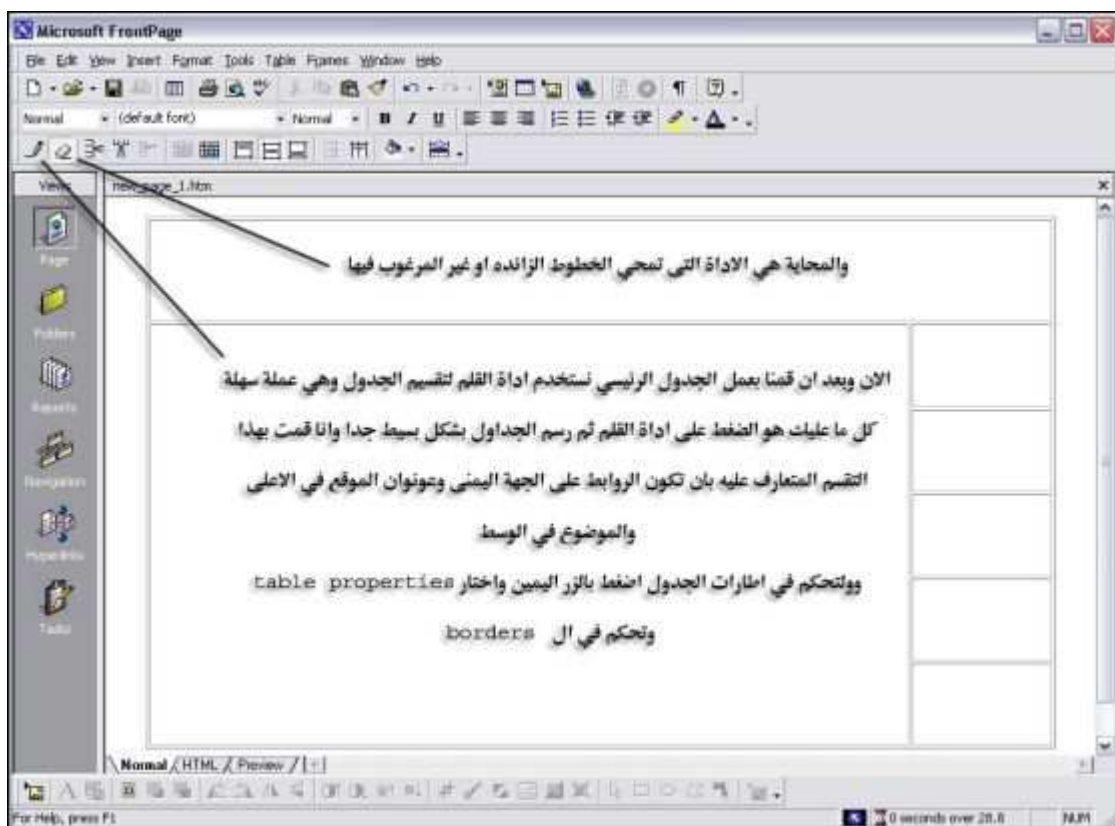 Microsoft FrontPage
File Edit View Insert Format Tools Table Frames Window Help
Normal (default font) Normal B I U
Views new_page_1.htm
Page
Folders
Reports
Navigation
Hyperlinks
Tasks
والمحاية هي الاداة التى تمحي الخطوط الزائده او غير المرغوب فيها
الان وبعد ان قمنا بعمل الجدول الرئيسي نستخدم اداة القلم لتقسيم الجدول وهي عملة سهلة
كل ما عليك هو الضغط على اداة القلم ثم رسم الجداول بشكل بسيط جدا وانا قمت بهذا
التقسم المتعارف عليه بان تكون الروابط على الجهة اليمنى وعونوان الموقع في الاعلى
والموضوع في الوسط
وولتحكم في اطارات الجدول اضغط بالزر اليمين واختار table properties
وتحكم في ال borders
Normal HTML Preview
For Help, press F1
0 seconds over 28.8 NUM